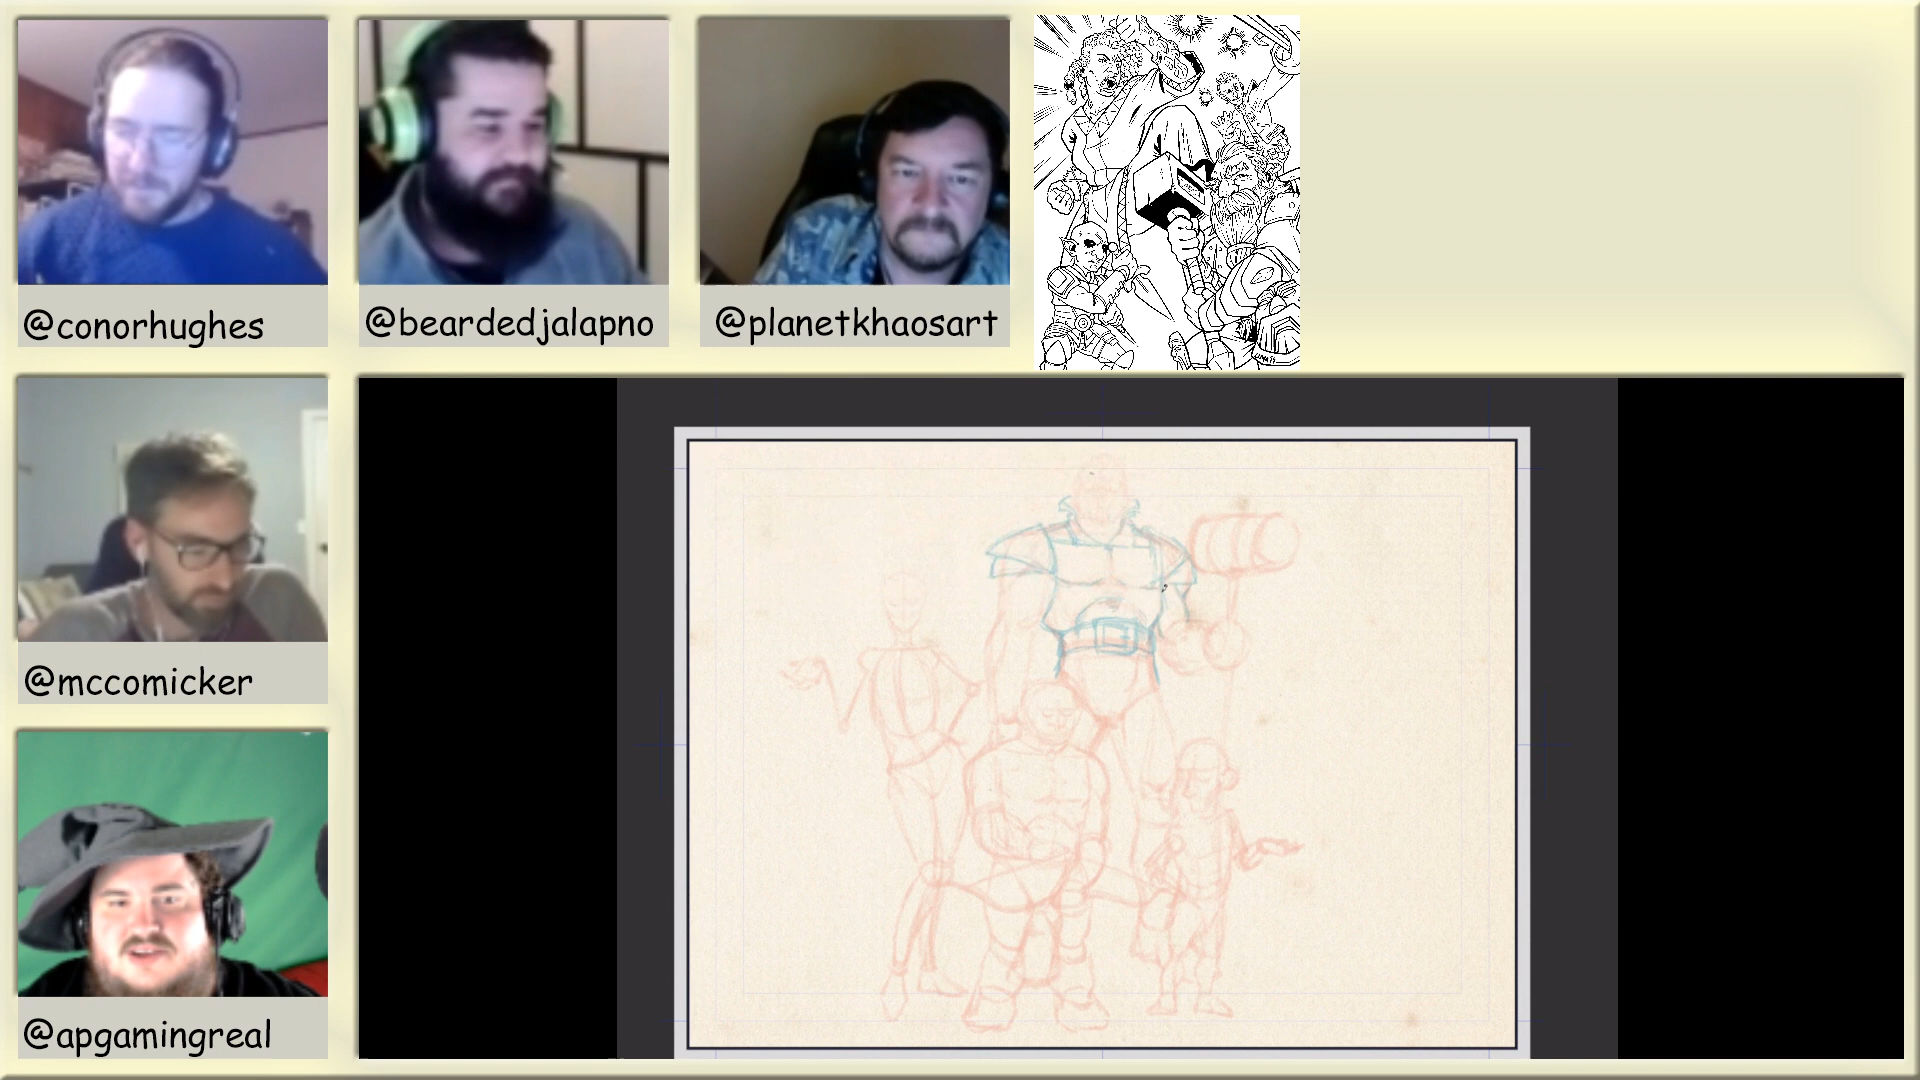 @conorhughes
@beardedjalapno
@planetkhaosart
@mccomicker
@apgamingreal